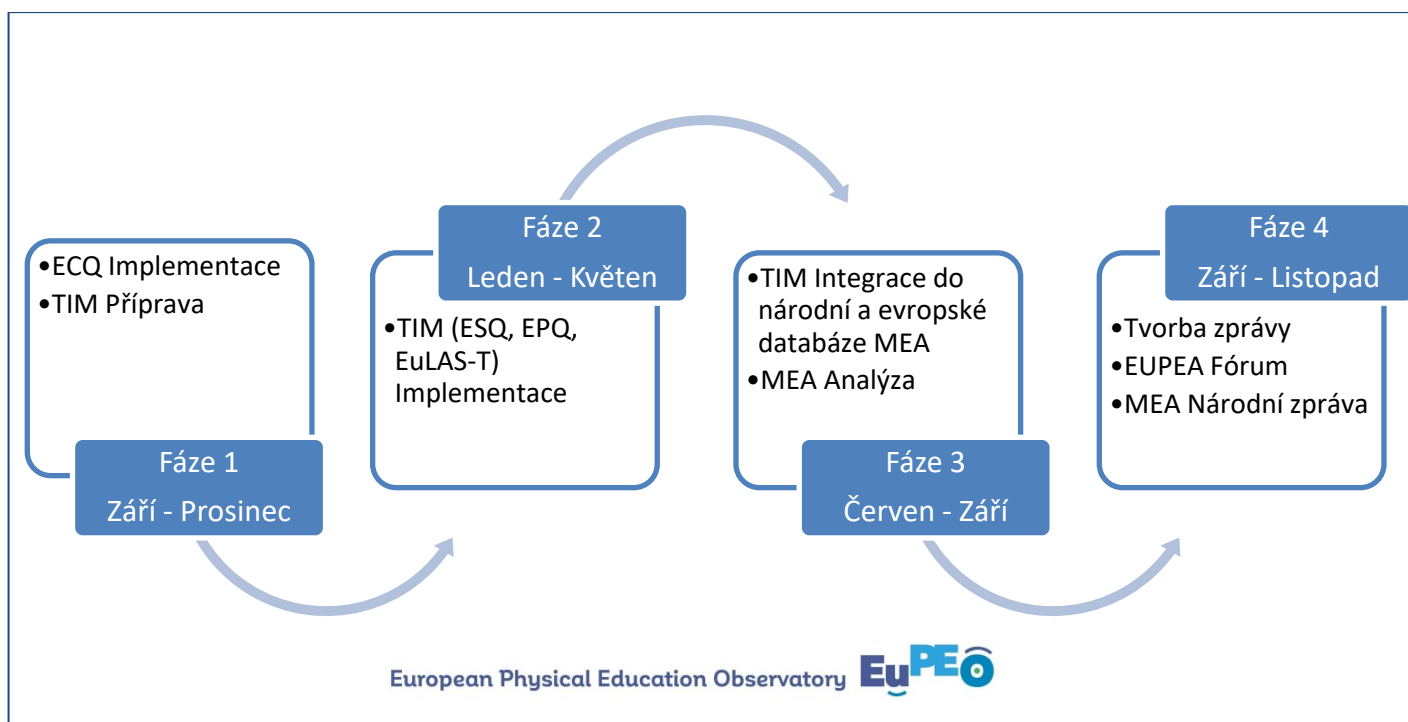 •ECQ Implementace
•TIM Příprava
Fáze 1
Září - Prosinec
Fáze 2
Leden - Květen
•TIM (ESQ, EPQ,
EuLAS-T)
Implementace
•TIM Integrace do
národní a evropské
databáze MEA
•MEA Analýza
Fáze 3
Červen - Září
Fáze 4
Září - Listopad
•Tvorba zprávy
•EUPEA Fórum
•MEA Národní zpráva
European Physical Education Observatory EuPEO